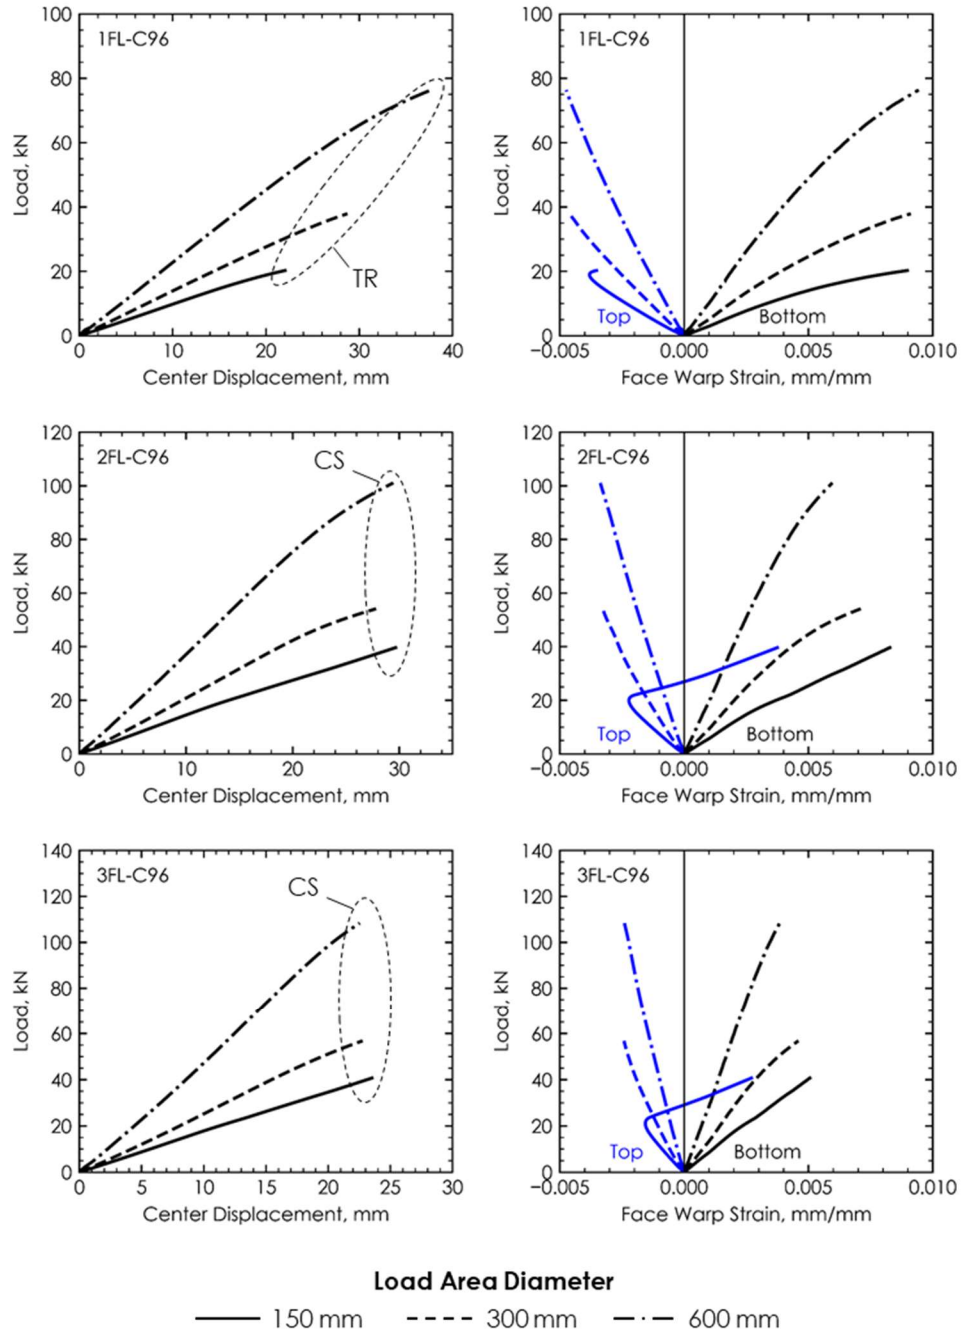 100
80
60
40
20
0
Load, kN
1FL-C96
TR
0 10 20 30 40
Center Displacement, mm
100
80
60
40
20
0
Load, kN
1FL-C96
Top
Bottom
−0.005 0.000 0.005 0.010
Face Warp Strain, mm/mm
120
100
80
60
40
20
0
Load, kN
2FL-C96
CS
0 10 20 30
Center Displacement, mm
120
100
80
60
40
20
0
Load, kN
2FL-C96
Top
Bottom
−0.005 0.000 0.005 0.010
Face Warp Strain, mm/mm
140
120
100
80
60
40
20
0
Load, kN
3FL-C96
CS
0 5 10 15 20 25 30
Center Displacement, mm
140
120
100
80
60
40
20
0
Load, kN
3FL-C96
Top
Bottom
−0.005 0.000 0.005 0.010
Face Warp Strain, mm/mm
Load Area Diameter
150 mm 300 mm 600 mm